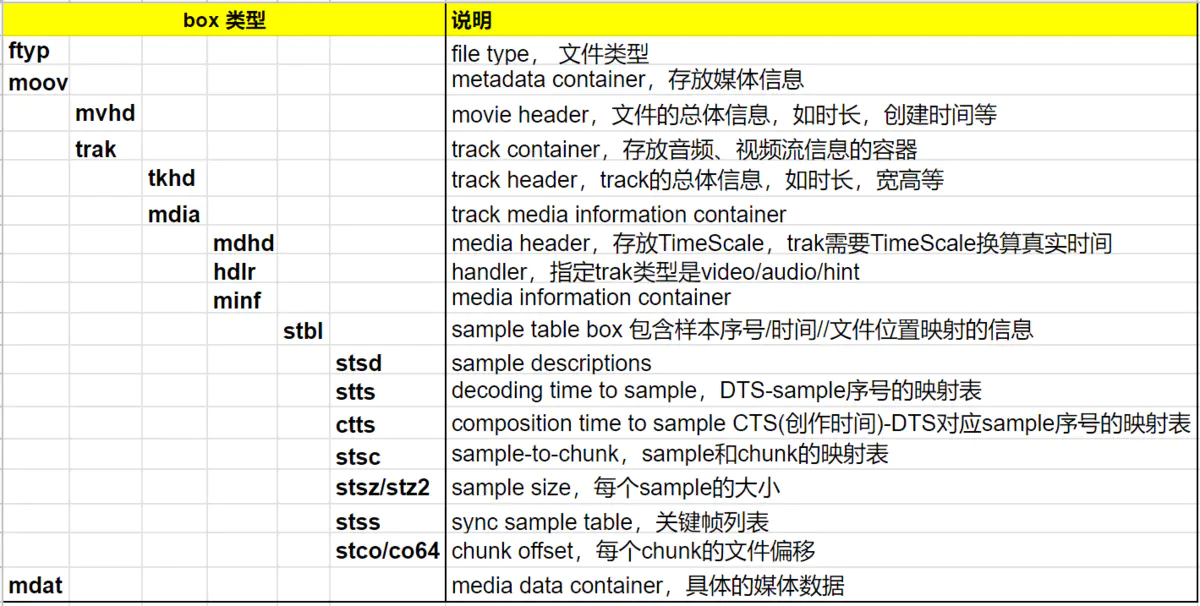 box 类型 说明
ftyp file type， 文件类型
moov metadata container，存放媒体信息
mvhd movie header，文件的总体信息，如时长，创建时间等
trak track container，存放音频、视频流信息的容器
tkhd track header，track的总体信息，如时长，宽高等
mdia track media information container
mdhd media header，存放TimeScale，trak需要TimeScale换算真实时间
hdlr handler，指定trak类型是video/audio/hint
minf media information container
stbl sample table box 包含样本序号/时间//文件位置映射的信息
stsd sample descriptions
stts decoding time to sample，DTS-sample序号的映射表
ctts composition time to sample CTS(创作时间)-DTS对应sample序号的映射表
stsc sample-to-chunk，sample和chunk的映射表
stsz/stz2 sample size，每个sample的大小
stss sync sample table，关键帧列表
stco/co64 chunk offset，每个chunk的文件偏移
mdat media data container，具体的媒体数据